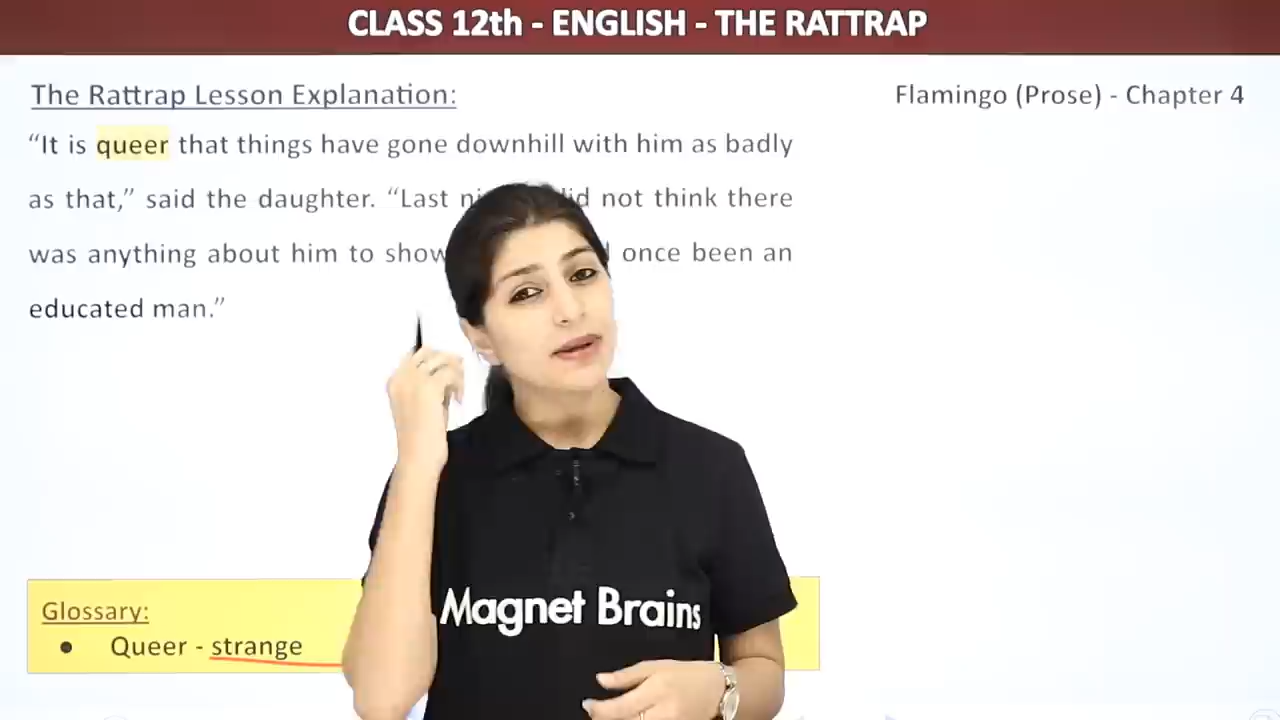 CLASS 12th - ENGLISH - THE RATTRAP
The Rattrap Lesson Explanation:
Flamingo (Prose) - Chapter 4
“It is queer that things have gone downhill with him as badly
as that,” said the daughter. “Last not think there
was anything about him to show once been an
educated man.”
Glossary:
● Queer - strange
Magnet Brains